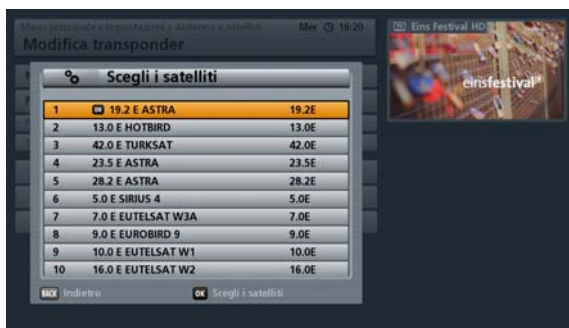 Menu principale > Impostazioni > Antenna e satelliti Mer 16:20
Modifica transponder
Eins Festival HD
einsfestival
Scegli i satelliti
1 OK 19.2 E ASTRA 19.2E
2 13.0 E HOTBIRD 13.0E
3 42.0 E TURKSAT 42.0E
4 23.5 E ASTRA 23.5E
5 28.2 E ASTRA 28.2E
6 5.0 E SIRIUS 4 5.0E
7 7.0 E EUTELSAT W3A 7.0E
8 9.0 E EUROBIRD 9 9.0E
9 10.0 E EUTELSAT W1 10.0E
10 16.0 E EUTELSAT W2 16.0E
BACK Indietro OK Scegli i satelliti